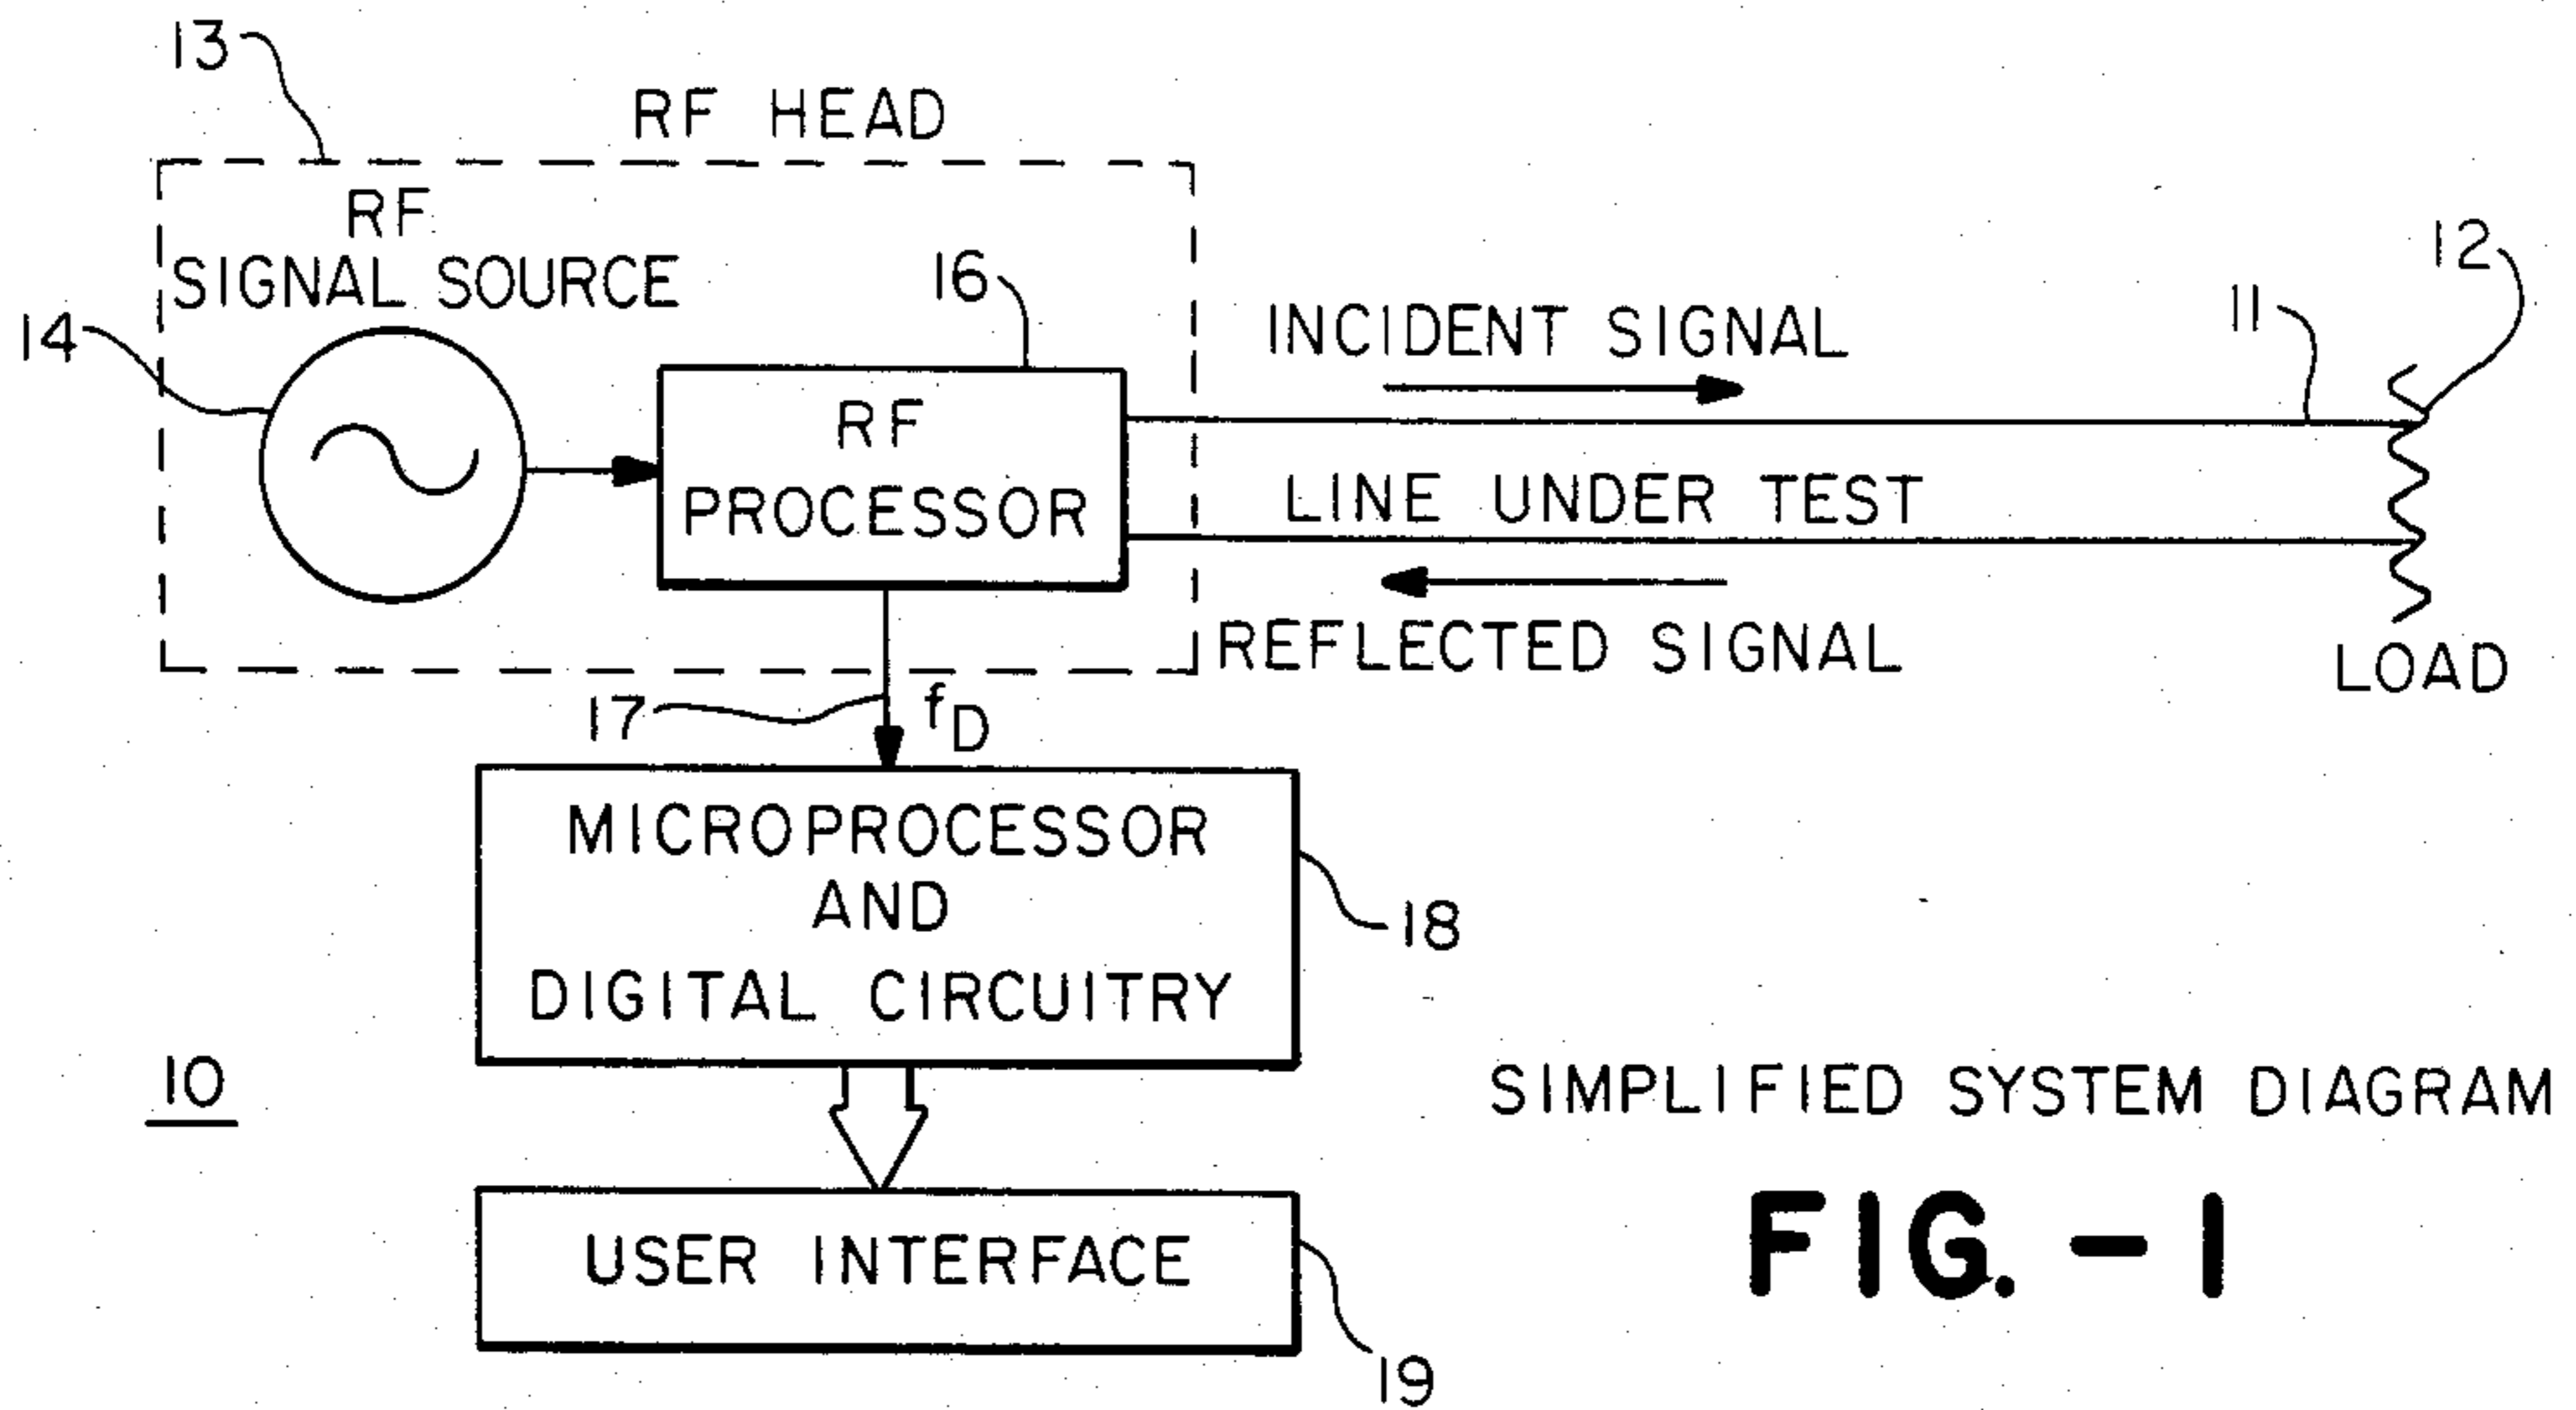 13
RF HEAD
RF
SIGNAL SOURCE
14
16
RF
PROCESSOR
INCIDENT SIGNAL
11
12
LINE UNDER TEST
REFLECTED SIGNAL
LOAD
17
fD
MICROPROCESSOR
AND
DIGITAL CIRCUITRY
18
10
SIMPLIFIED SYSTEM DIAGRAM
USER INTERFACE
19
FIG.-1